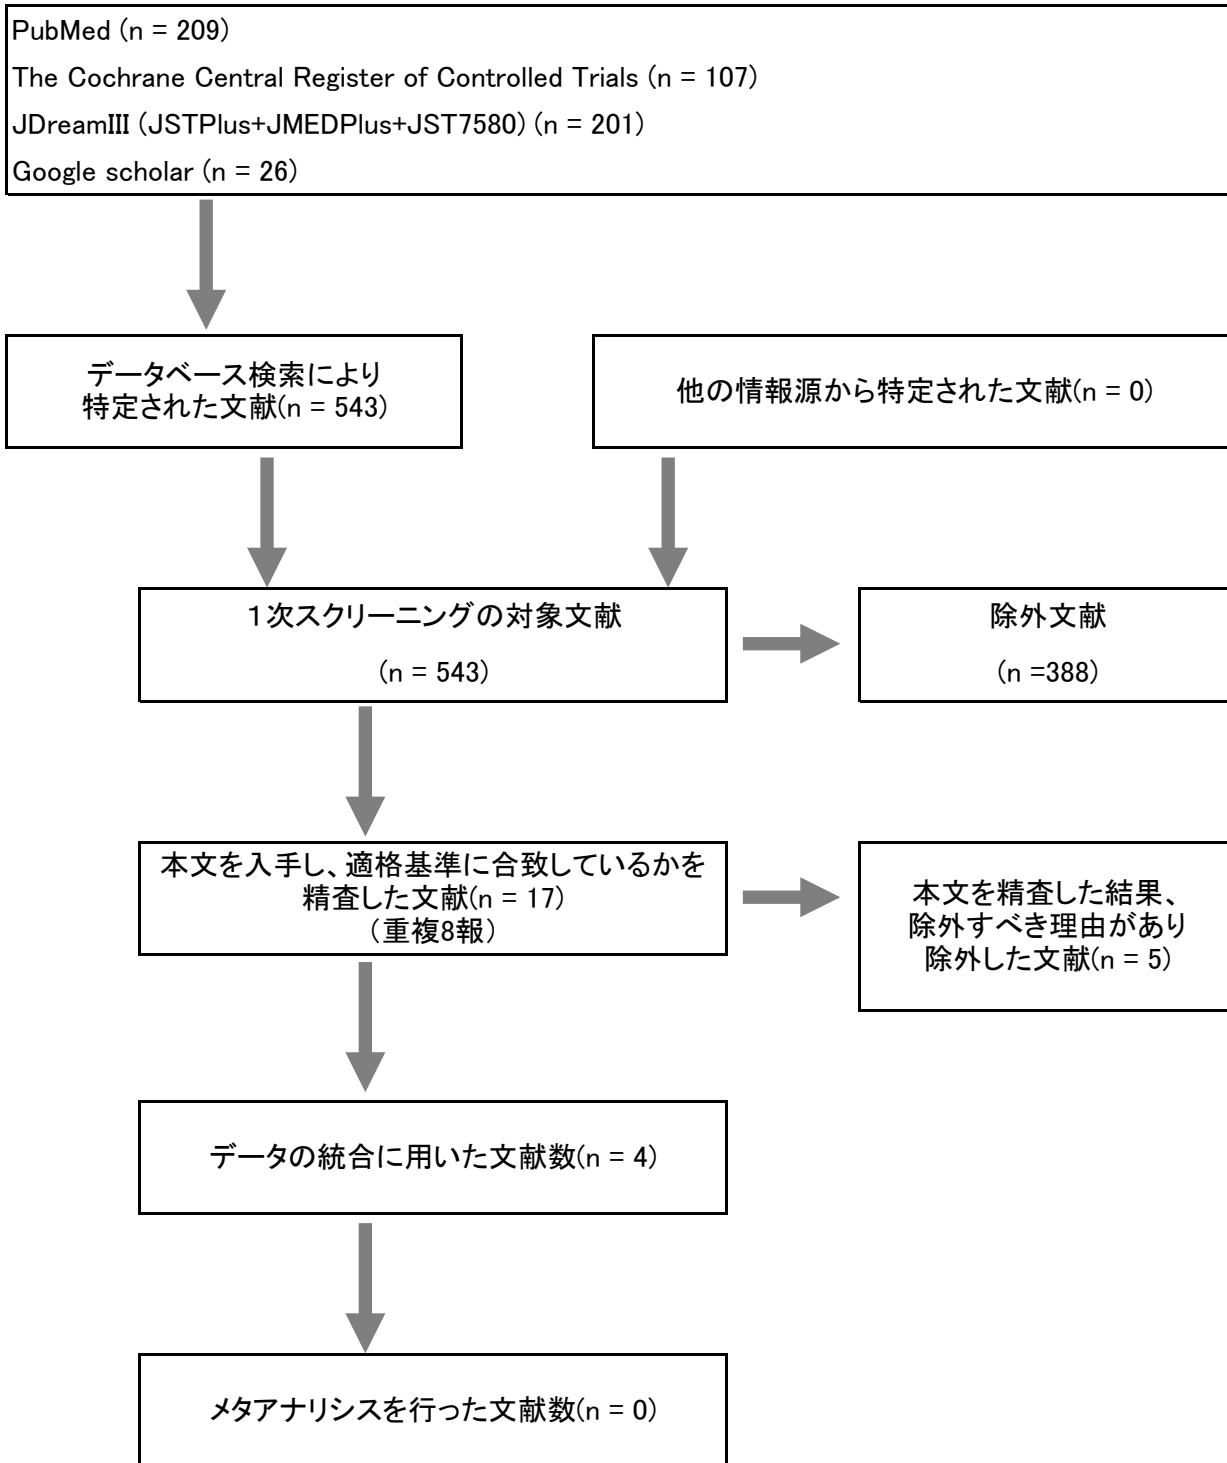 PubMed (n = 209)
The Cochrane Central Register of Controlled Trials (n = 107)
JDreamIII (JSTPlus+JMEDPlus+JST7580) (n = 201)
Google scholar (n = 26)
データベース検索により
特定された文献(n = 543)
他の情報源から特定された文献(n = 0)
1次スクリーニングの対象文献
(n = 543)
除外文献
(n =388)
本文を入手し、適格基準に合致しているかを
精査した文献(n = 17)
(重複8報)
本文を精査した結果、
除外すべき理由があり
除外した文献(n = 5)
データの統合に用いた文献数(n = 4)
メタアナリシスを行った文献数(n = 0)